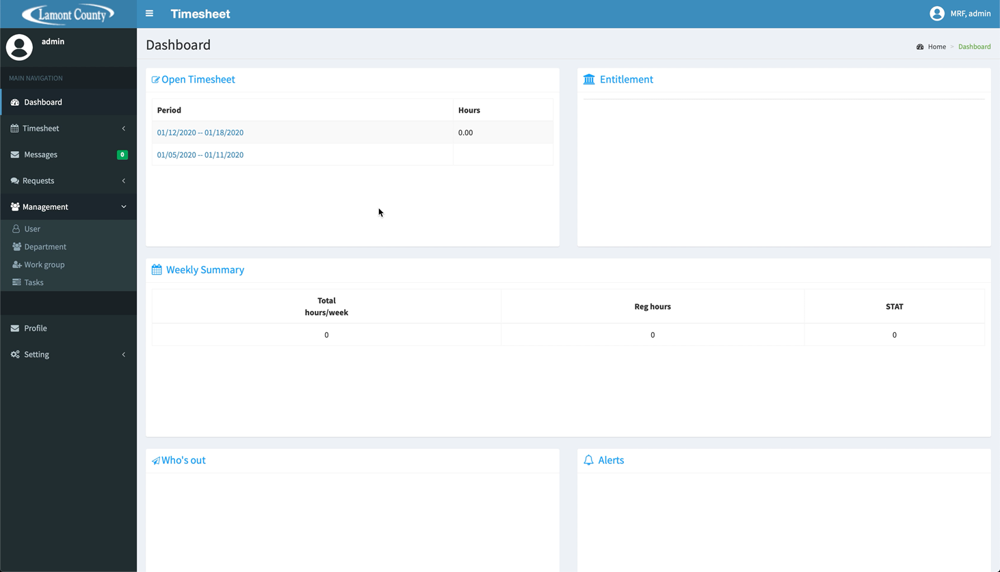 Lamont County
Timesheet
MRF, admin
admin
Dashboard
Home > Dashboard
MAIN NAVIGATION
Dashboard
Timesheet
Messages 0
Requests
Management
User
Department
Work group
Tasks
Profile
Setting
Open Timesheet
Period Hours
01/12/2020 -- 01/18/2020 0.00
01/05/2020 -- 01/11/2020
Entitlement
Weekly Summary
Total
hours/week
Reg hours
STAT
0 0 0
Who's out
Alerts